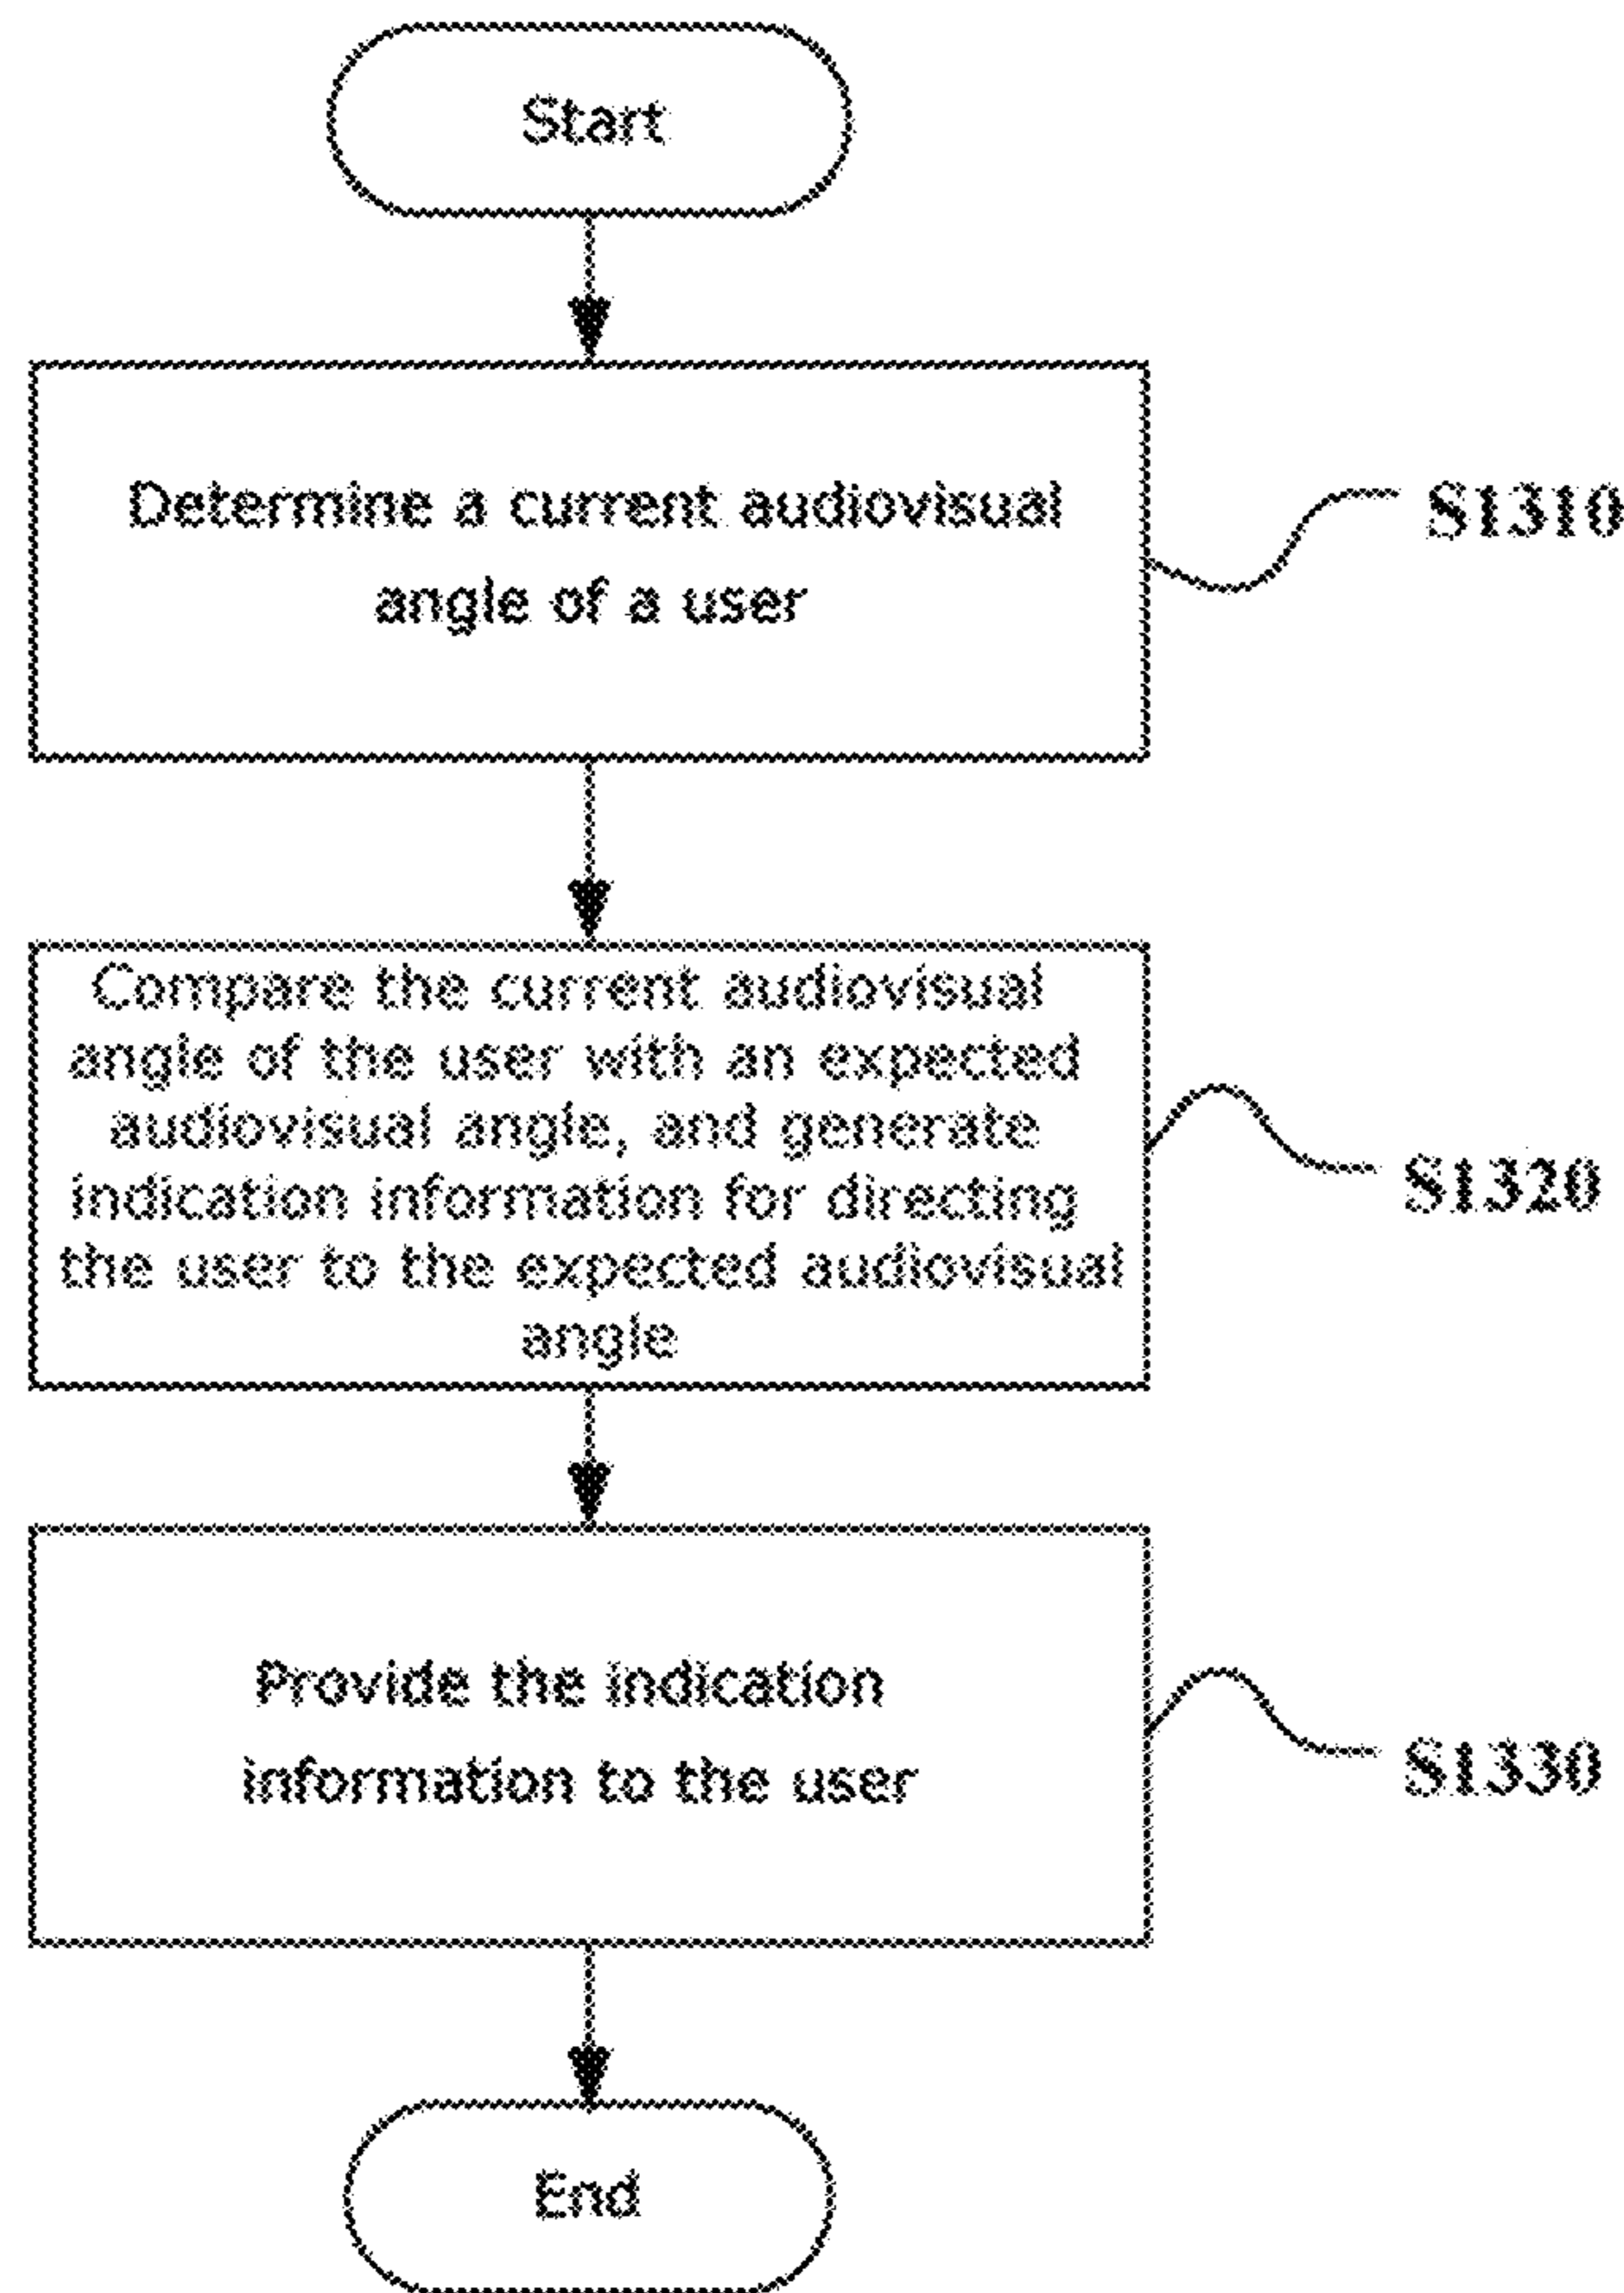 Start
Determine a current audiovisual
angle of a user
S1310
Compare the current audiovisual
angle of the user with an expected
audiovisual angle, and generate
indication information for directing
the user to the expected audiovisual
angle
S1320
Provide the indication
information to the user
S1330
End